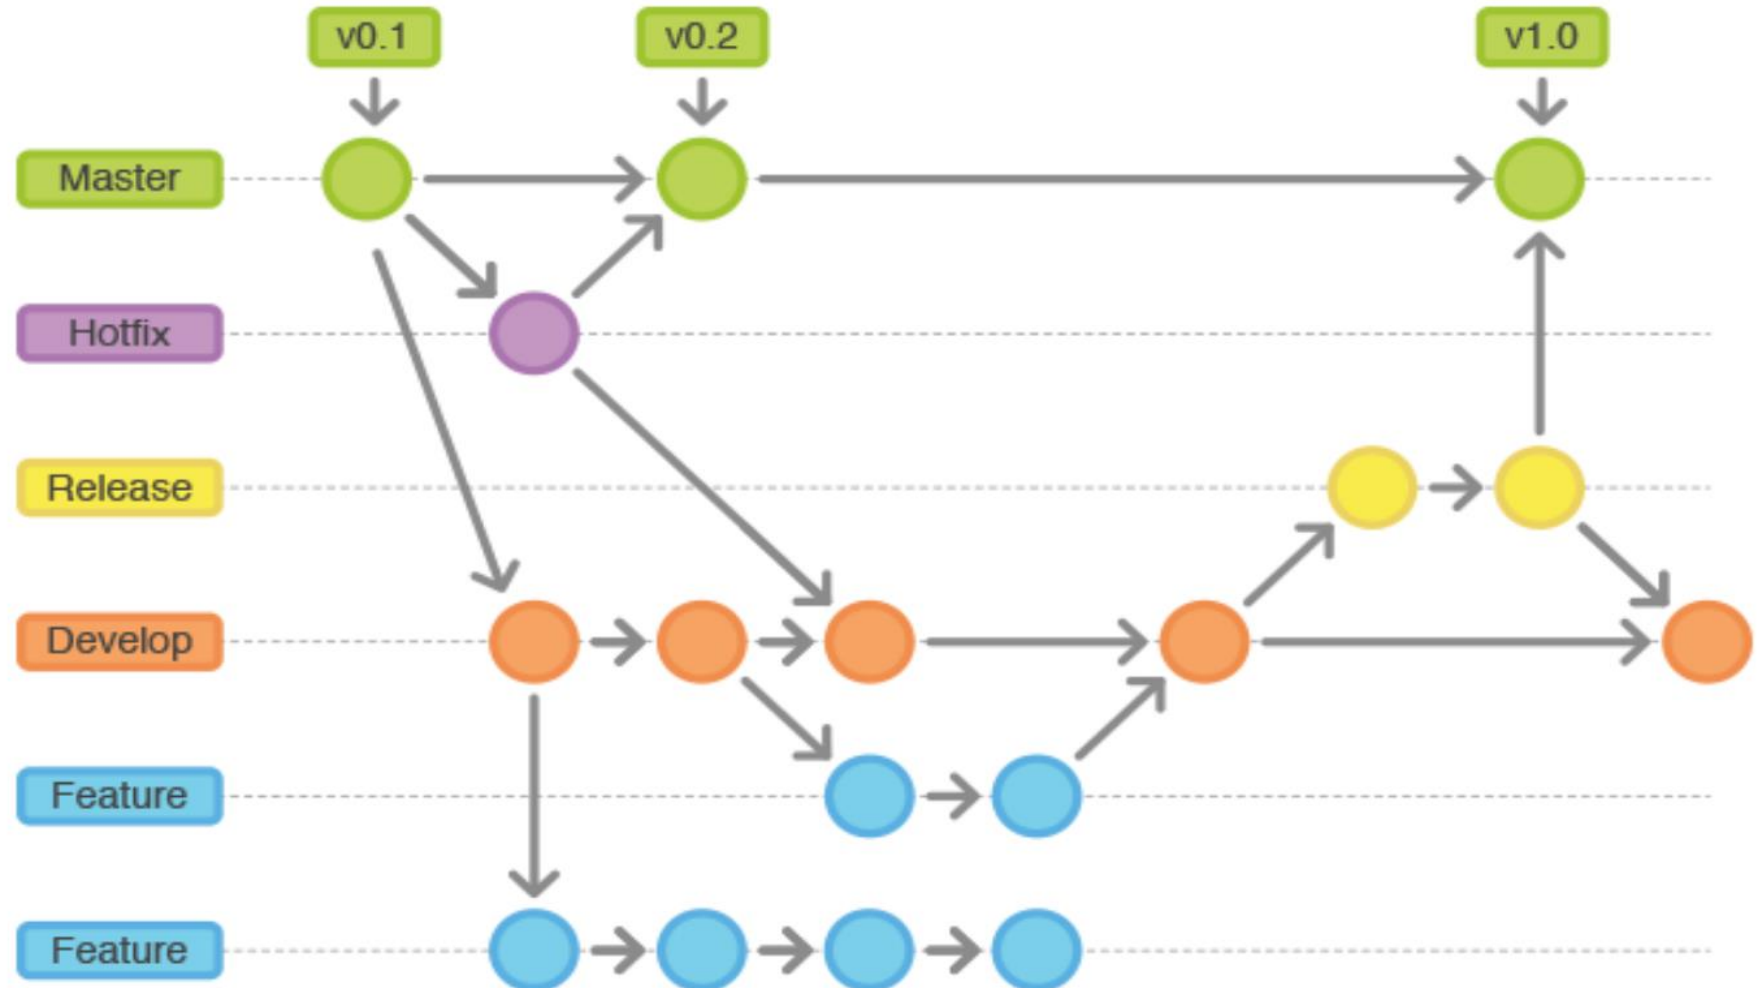 v0.1
v0.2
v1.0
Master
Hotfix
Release
Develop
Feature
Feature